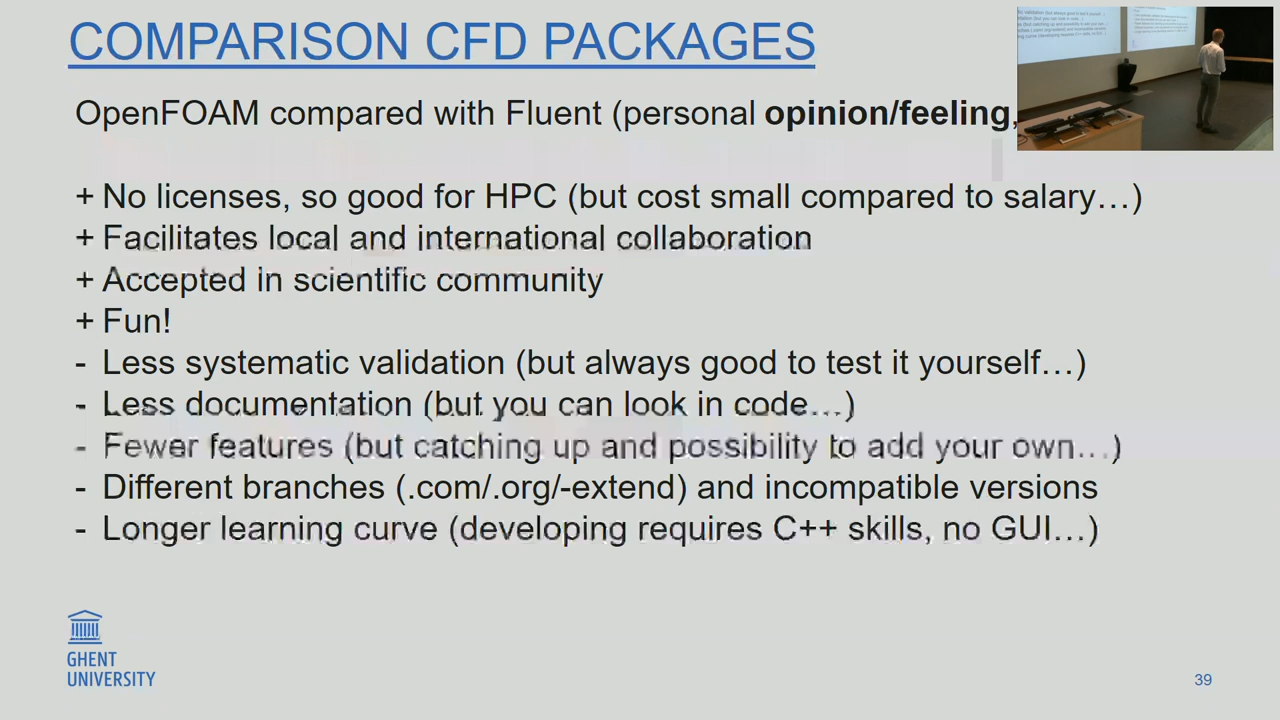 COMPARISON CFD PACKAGES
OpenFOAM compared with Fluent (personal opinion/feeling,
+ No licenses, so good for HPC (but cost small compared to salary…)
+ Facilitates local and international collaboration
+ Accepted in scientific community
+ Fun!
- Less systematic validation (but always good to test it yourself…)
- Less documentation (but you can look in code…)
- Fewer features (but catching up and possibility to add your own…)
- Different branches (.com/.org/-extend) and incompatible versions
- Longer learning curve (developing requires C++ skills, no GUI…)
GHENT
UNIVERSITY
39